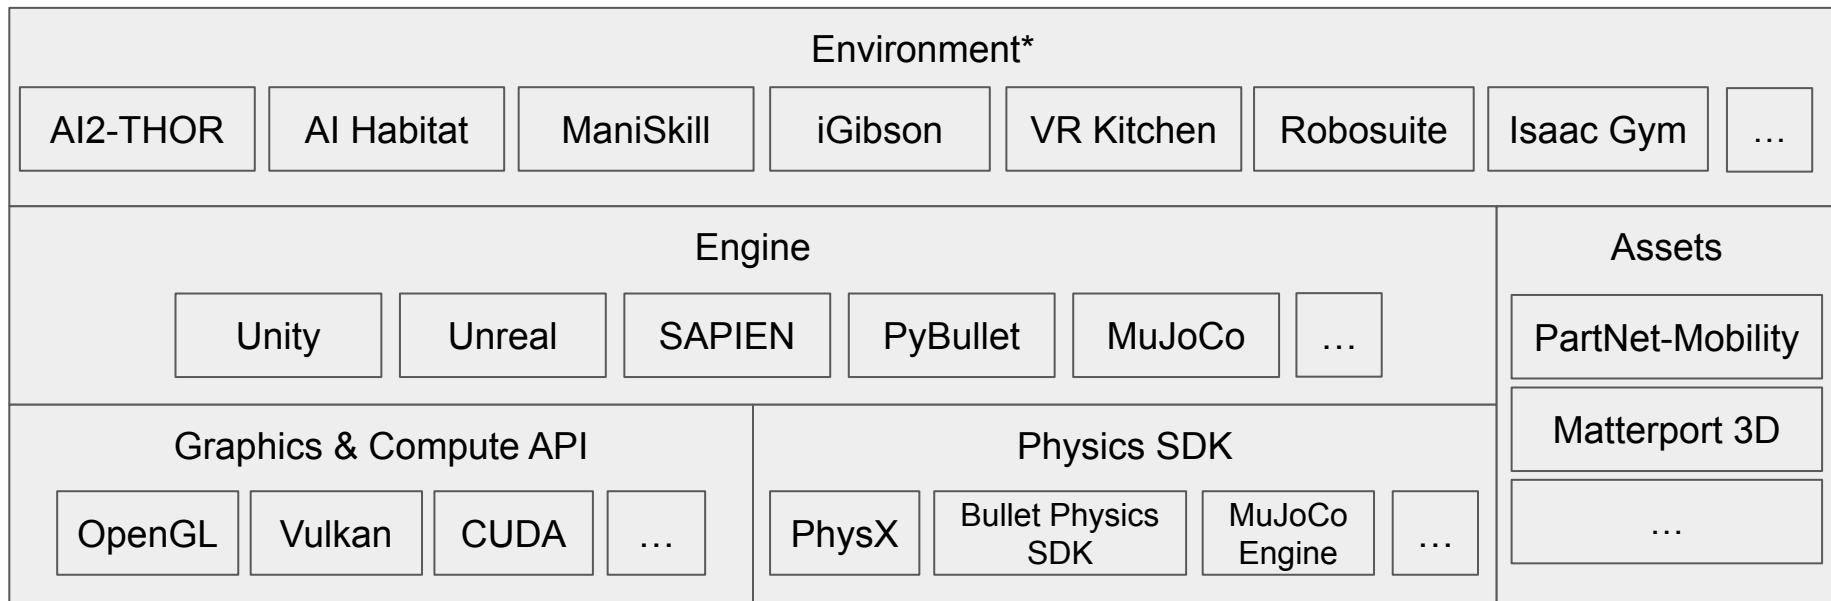 Environment*
AI2-THOR
AI Habitat
ManiSkill
iGibson
VR Kitchen
Robosuite
Isaac Gym
…
Engine
Unity
Unreal
SAPIEN
PyBullet
MuJoCo
…
Assets
PartNet-Mobility
Matterport 3D
…
Graphics & Compute API
OpenGL
Vulkan
CUDA
…
Physics SDK
PhysX
Bullet Physics
SDK
MuJoCo
Engine
…